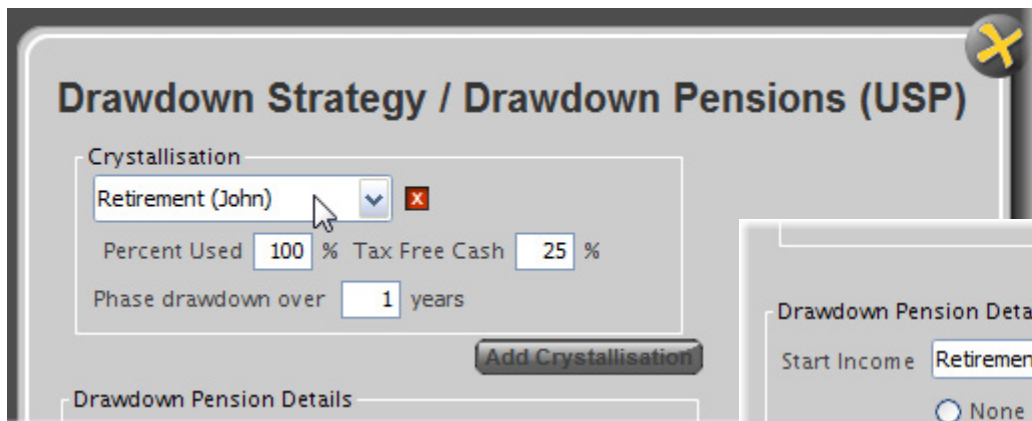 Drawdown Strategy / Drawdown Pensions (USP)
Crystallisation
Retirement (John)
Percent Used 100 % Tax Free Cash 25 %
Phase drawdown over 1 years
Add Crystallisation
Drawdown Pension Details
Drawdown Pension Deta
Start Income Retiremen
None